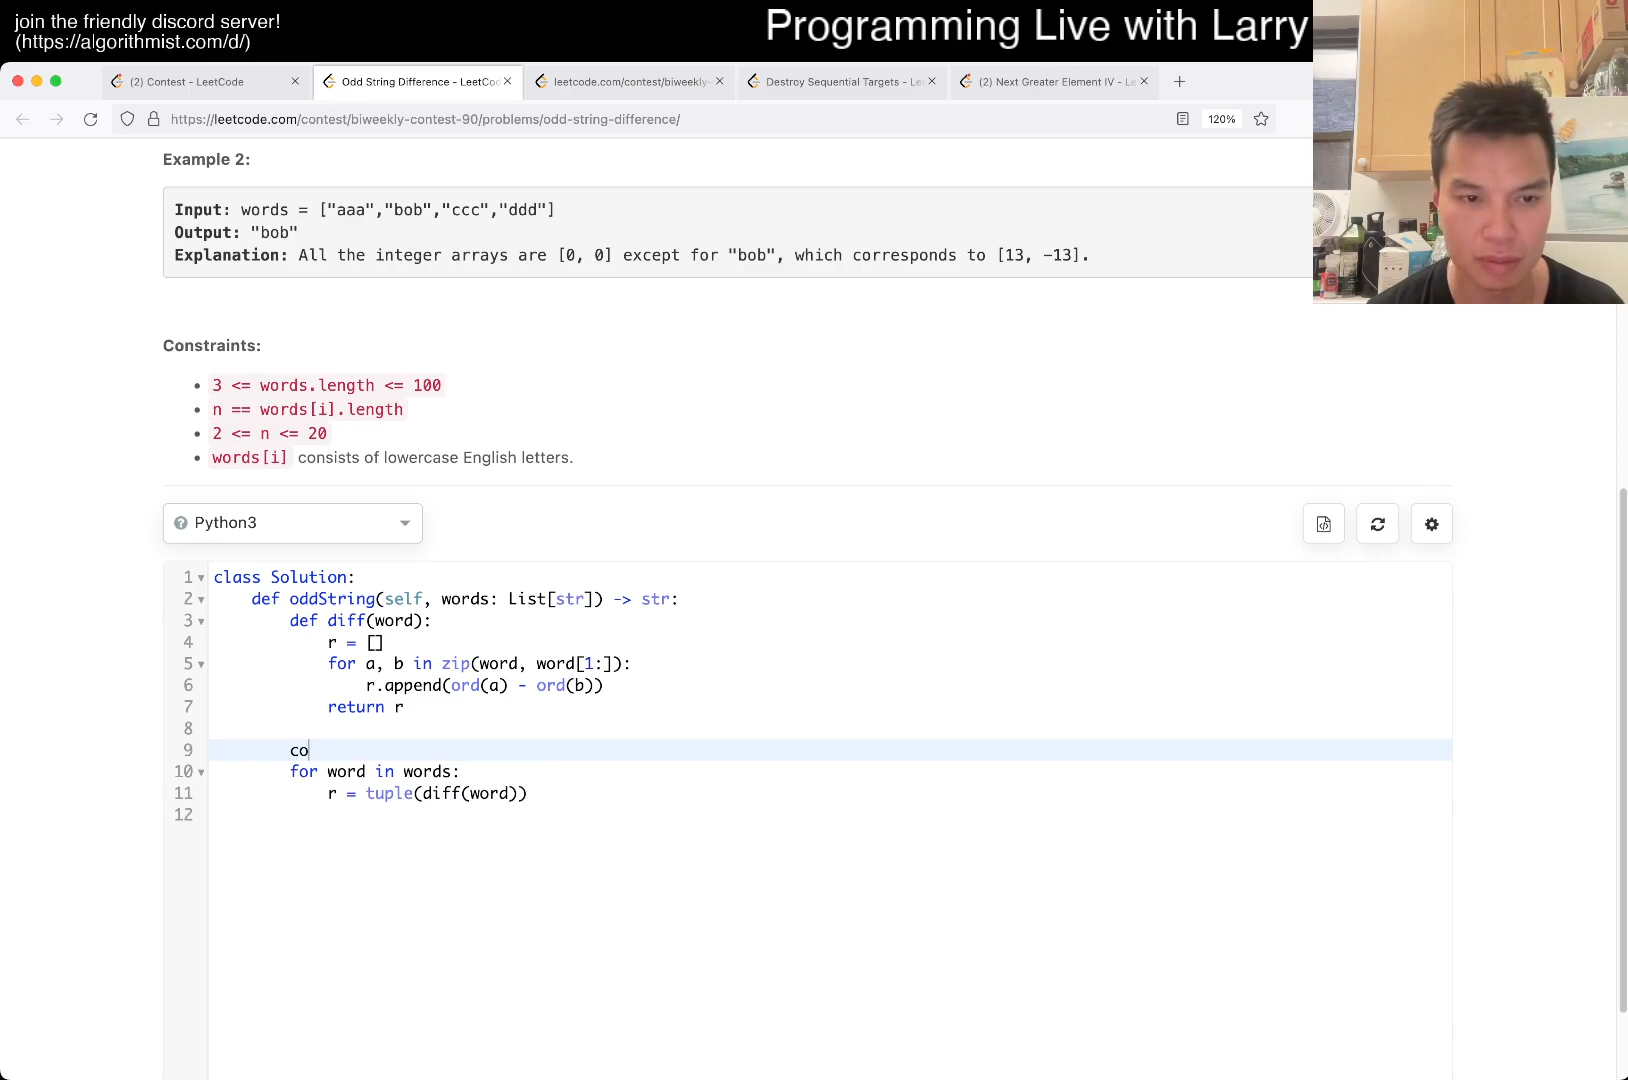 join the friendly discord server!
(https://algorithmist.com/d/)
Programming Live with Larry
(2) Contest - LeetCode
Odd String Difference - LeetCo
leetcode.com/contest/biweekly-
Destroy Sequential Targets - Le
(2) Next Greater Element IV - Le
https://leetcode.com/contest/biweekly-contest-90/problems/odd-string-difference/
120%
Example 2:
Input: words = ["aaa","bob","ccc","ddd"]
Output: "bob"
Explanation: All the integer arrays are [0, 0] except for "bob", which corresponds to [13, -13].
Constraints:
3 <= words.length <= 100
n == words[i].length
2 <= n <= 20
words[i] consists of lowercase English letters.
Python3
1 class Solution:
2 def oddString(self, words: List[str]) -> str:
3 def diff(word):
4 r = []
5 for a, b in zip(word, word[1:]):
6 r.append(ord(a) - ord(b))
7 return r
8
9 co
10 for word in words:
11 r = tuple(diff(word))
12